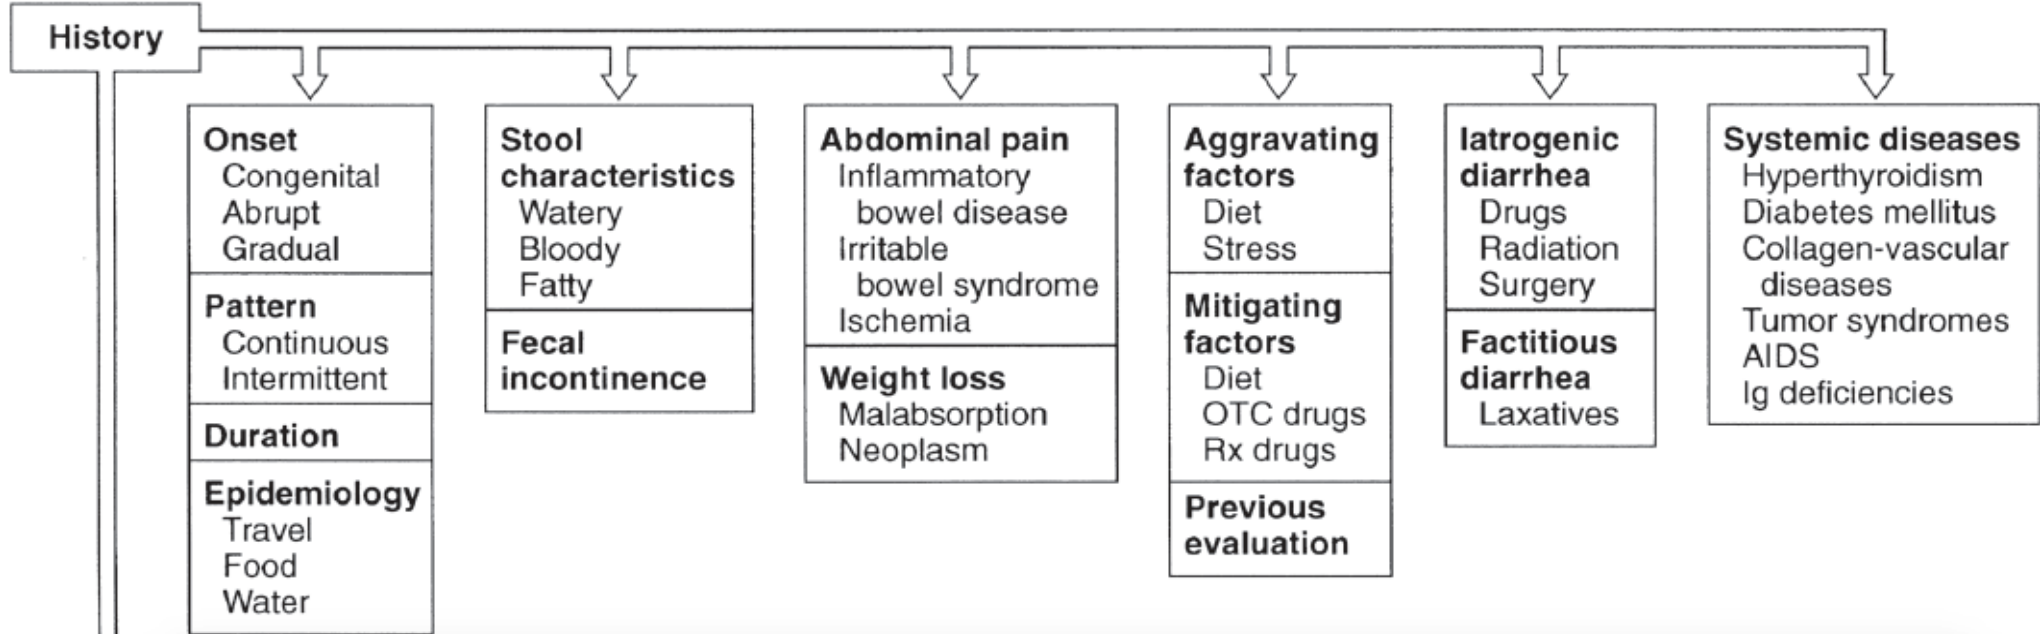 History
Onset
Congenital
Abrupt
Gradual
Pattern
Continuous
Intermittent
Duration
Epidemiology
Travel
Food
Water
Stool
characteristics
Watery
Bloody
Fatty
Fecal
incontinence
Abdominal pain
Inflammatory
bowel disease
Irritable
bowel syndrome
Ischemia
Weight loss
Malabsorption
Neoplasm
Aggravating
factors
Diet
Stress
Mitigating
factors
Diet
OTC drugs
Rx drugs
Previous
evaluation
Iatrogenic
diarrhea
Drugs
Radiation
Surgery
Factitious
diarrhea
Laxatives
Systemic diseases
Hyperthyroidism
Diabetes mellitus
Collagen-vascular
diseases
Tumor syndromes
AIDS
Ig deficiencies